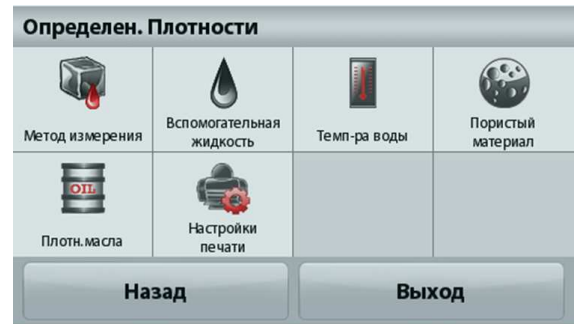 Определен. Плотности
Метод измерения
Вспомогательная
жидкость
Темп-ра воды
Пористый
материал
OIL
Плотн.масла
Настройки
печати
Назад
Выход